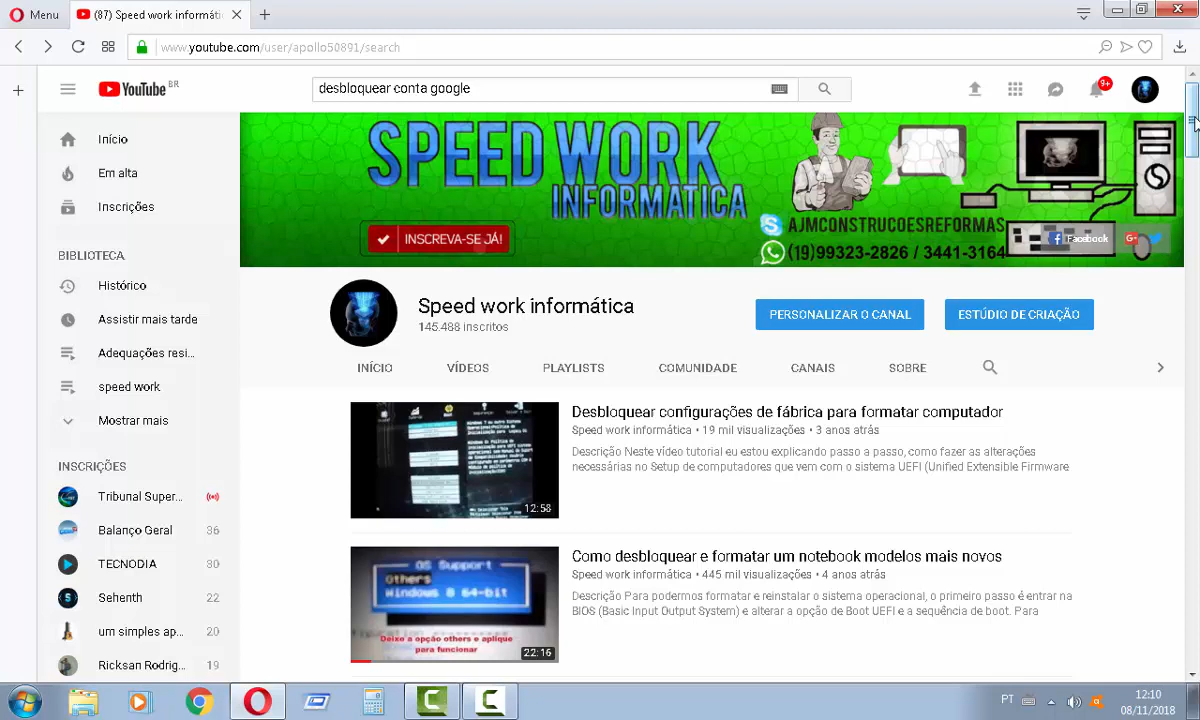 Menu
(87) Speed work informáti
www.youtube.com/user/apollo50891/search
YouTube BR
desbloquear conta google
9+
Início
Em alta
Inscrições
BIBLIOTECA
Histórico
Assistir mais tarde
Adequações resi...
speed work
Mostrar mais
INSCRIÇÕES
Tribunal Super...
Balanço Geral 36
TECNODIA 30
Sehenth 22
um simples ap... 20
Ricksan Rodrig... 19
SPEED WORK
INFORMATICA
INSCREVA-SE JÁ!
AJMCONSTRUCOESREFORMAS
(19)99323-2826 / 3441-3164
Facebook
G+
Speed work informática
145.488 inscritos
PERSONALIZAR O CANAL
ESTÚDIO DE CRIAÇÃO
INÍCIO VÍDEOS PLAYLISTS COMUNIDADE CANAIS SOBRE
Desbloquear configurações de fábrica para formatar computador
Speed work informática • 19 mil visualizações • 3 anos atrás
Descrição Neste vídeo tutorial eu estou explicando passo a passo, como fazer as alterações
necessárias no Setup de computadores que vem com o sistema UEFI (Unified Extensible Firmware
12:58
Como desbloquear e formatar um notebook modelos mais novos
Speed work informática • 445 mil visualizações • 4 anos atrás
Descrição Para podermos formatar e reinstalar o sistema operacional, o primeiro passo é entrar na
BIOS (Basic Input Output System) e alterar a opção de Boot UEFI e a sequência de boot. Para
OS Support
Others
Windows 8 64-bit
Deixe a opção others e aplique
para funcionar
22:16
PT
12:10
08/11/2018